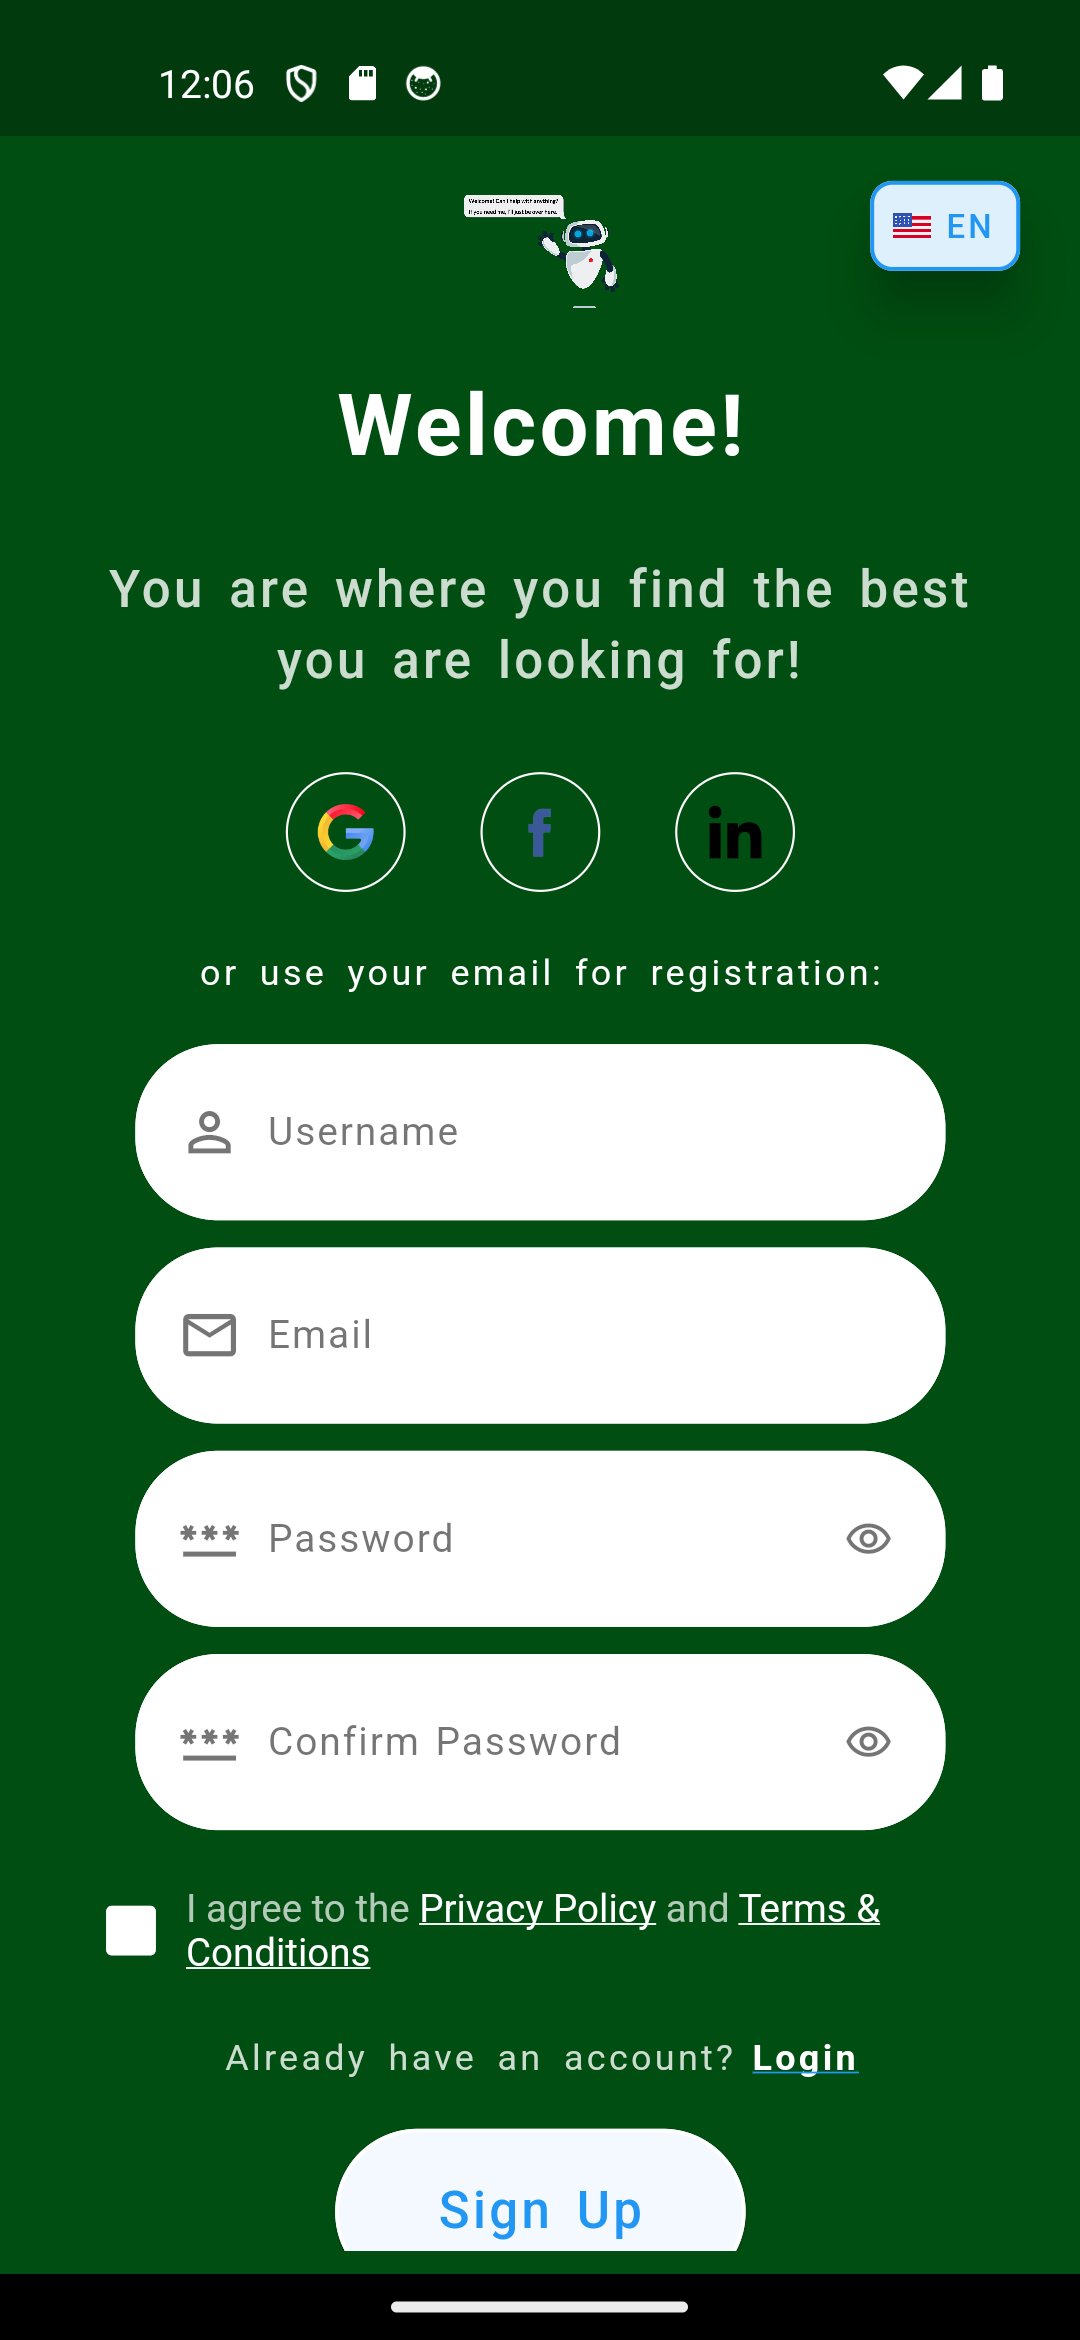 12:06
Welcome! Can I help with anything?
If you need me, I'll just be over here.
EN
Welcome!
You are where you find the best
you are looking for!
or use your email for registration:
Username
Email
*** Password
*** Confirm Password
I agree to the Privacy Policy and Terms &
Conditions
Already have an account? Login
Sign Up